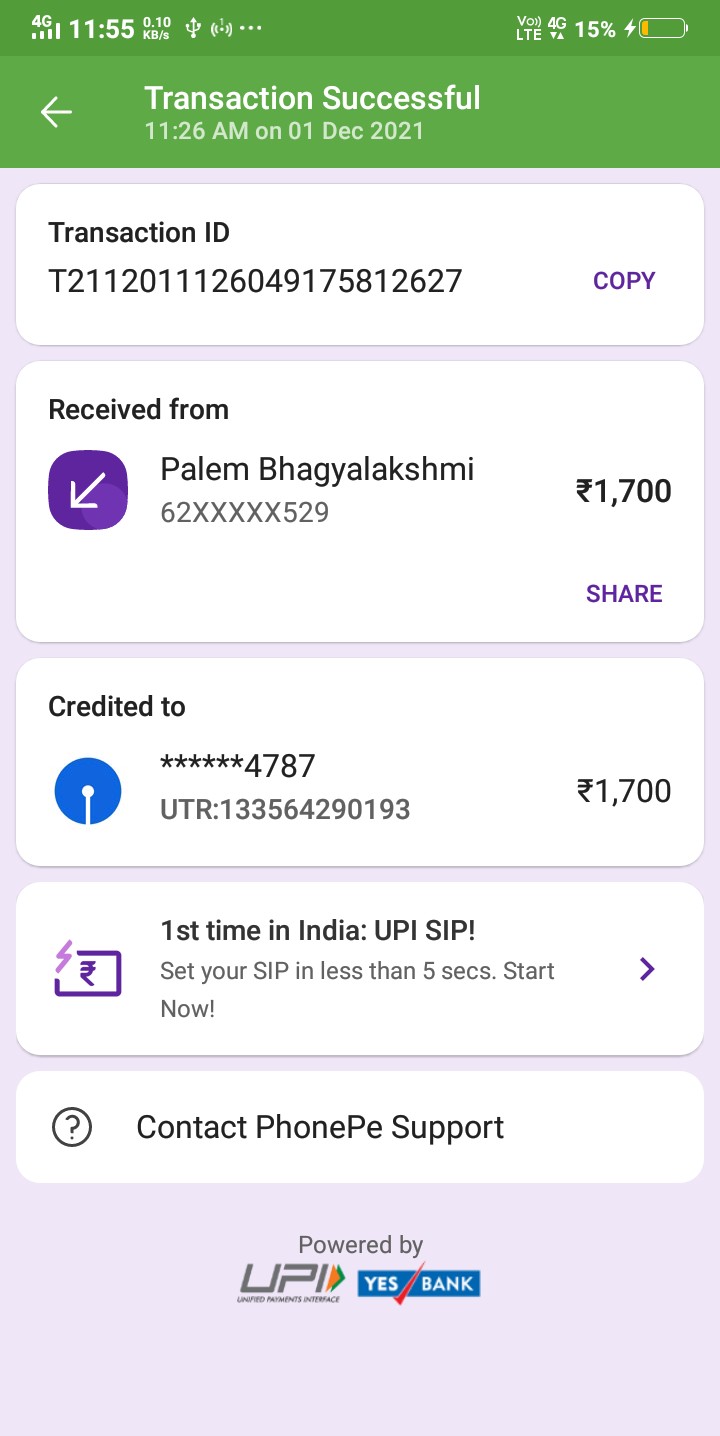 4G 11:55 0.10 KB/s ... Vo)) LTE 4G 15%
Transaction Successful
11:26 AM on 01 Dec 2021
Transaction ID
T2112011126049175812627 COPY
Received from
Palem Bhagyalakshmi
62XXXXX529 ₹1,700
SHARE
Credited to
******4787
UTR:133564290193 ₹1,700
1st time in India: UPI SIP!
Set your SIP in less than 5 secs. Start
Now!
Contact PhonePe Support
Powered by
UPI YES BANK
UNIFIED PAYMENTS INTERFACE